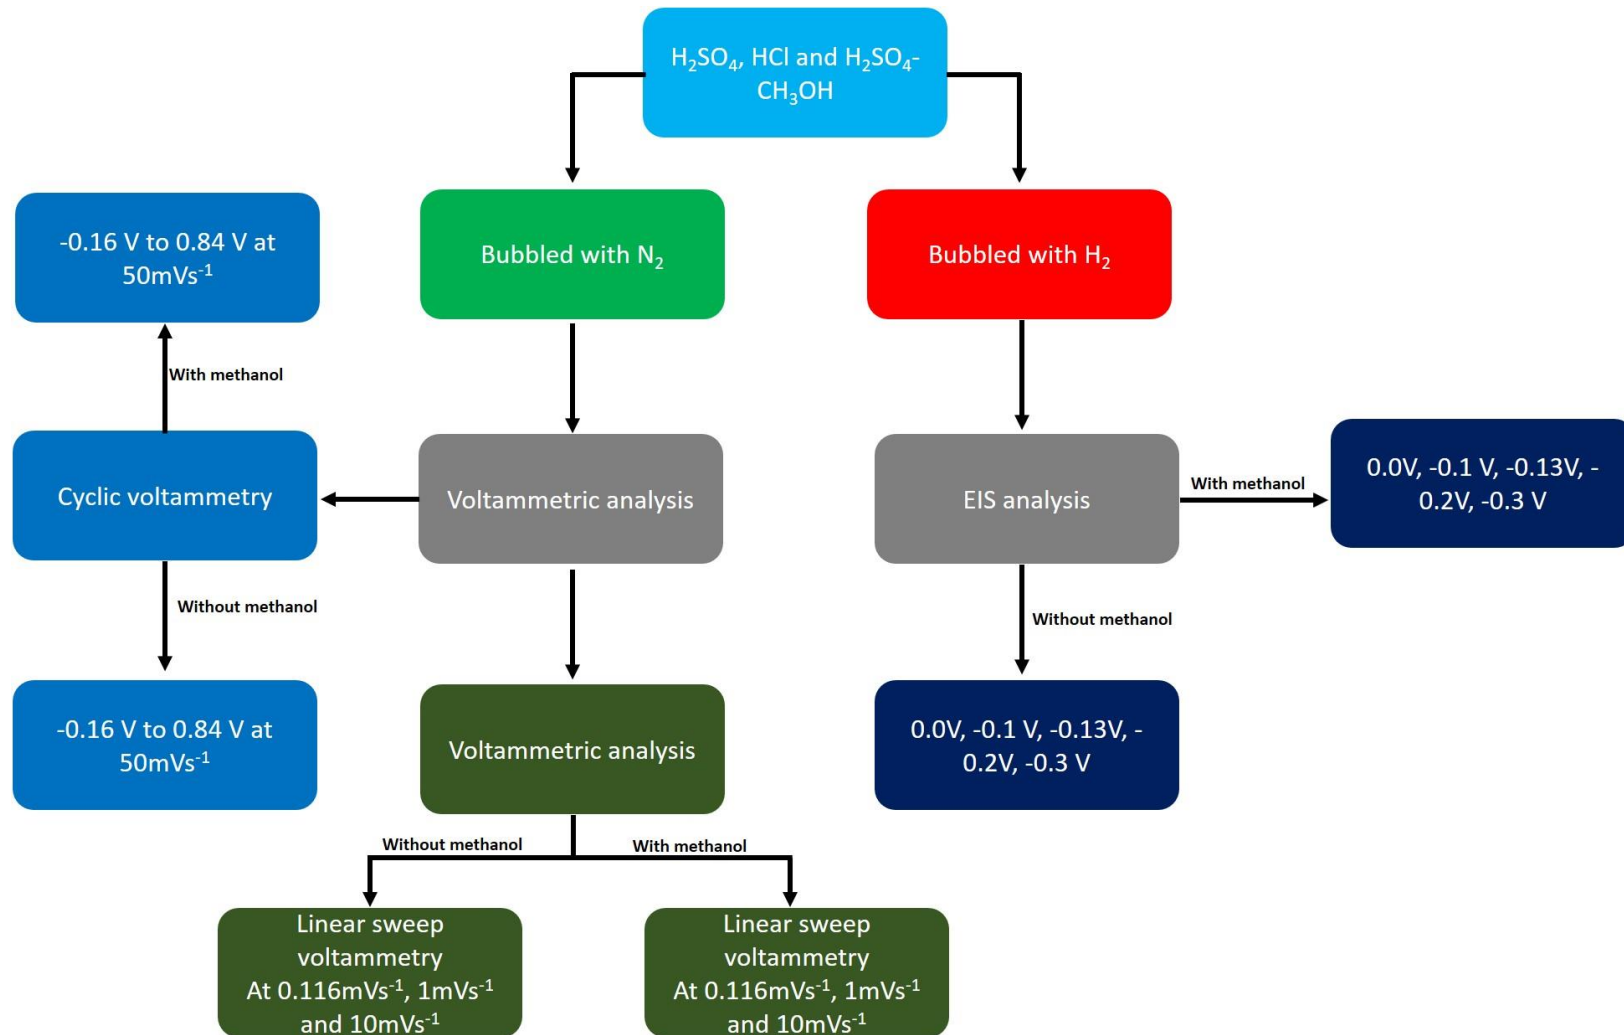 H₂SO₄, HCl and H₂SO₄-
CH₃OH
-0.16 V to 0.84 V at
50mVs⁻¹
Bubbled with N₂
Bubbled with H₂
With methanol
Cyclic voltammetry
Voltammetric analysis
EIS analysis
With methanol
0.0V, -0.1 V, -0.13V, -
0.2V, -0.3 V
Without methanol
Without methanol
-0.16 V to 0.84 V at
50mVs⁻¹
Voltammetric analysis
0.0V, -0.1 V, -0.13V, -
0.2V, -0.3 V
Without methanol
With methanol
Linear sweep
voltammetry
At 0.116mVs⁻¹, 1mVs⁻¹
and 10mVs⁻¹
Linear sweep
voltammetry
At 0.116mVs⁻¹, 1mVs⁻¹
and 10mVs⁻¹